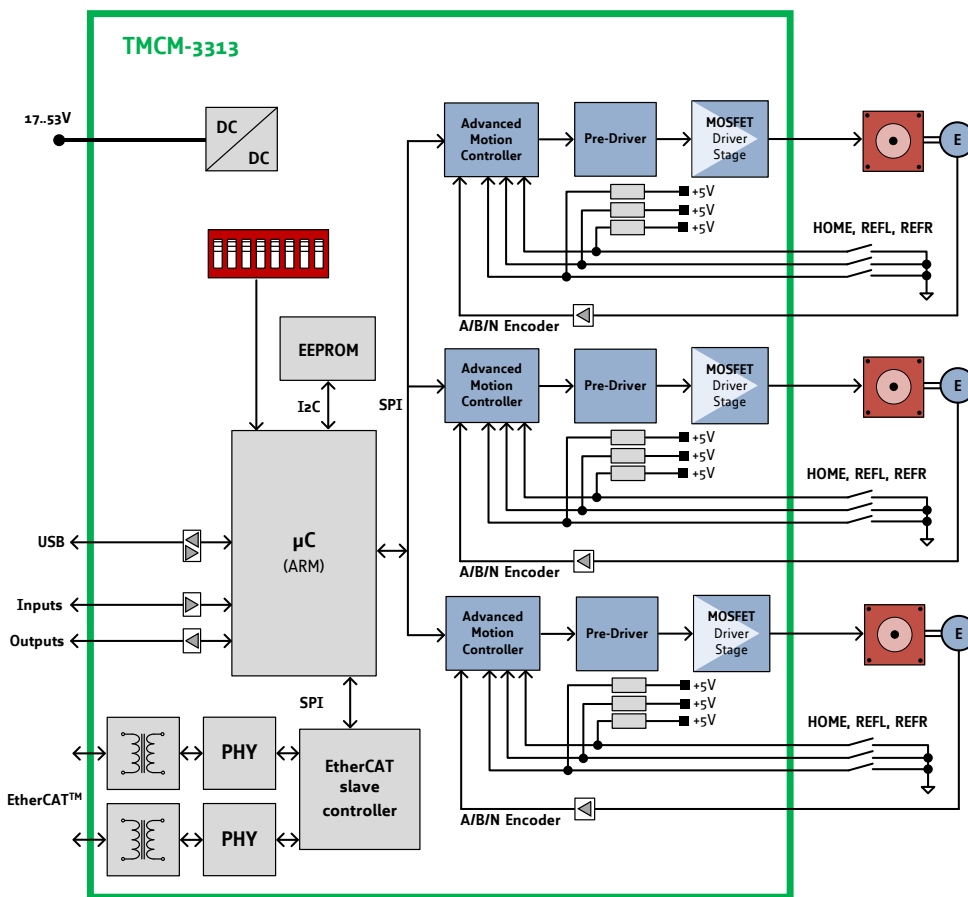 TMCM-3313
17..53V
DC
DC
Advanced
Motion
Controller
Pre-Driver
MOSFET
Driver
Stage
E
+5V
+5V
+5V
HOME, REFL, REFR
A/B/N Encoder
EEPROM
I2C
SPI
Advanced
Motion
Controller
Pre-Driver
MOSFET
Driver
Stage
E
+5V
+5V
+5V
HOME, REFL, REFR
A/B/N Encoder
USB
µC
(ARM)
Inputs
Outputs
Advanced
Motion
Controller
Pre-Driver
MOSFET
Driver
Stage
E
+5V
+5V
+5V
HOME, REFL, REFR
A/B/N Encoder
SPI
PHY
EtherCAT
slave
controller
EtherCAT™
PHY